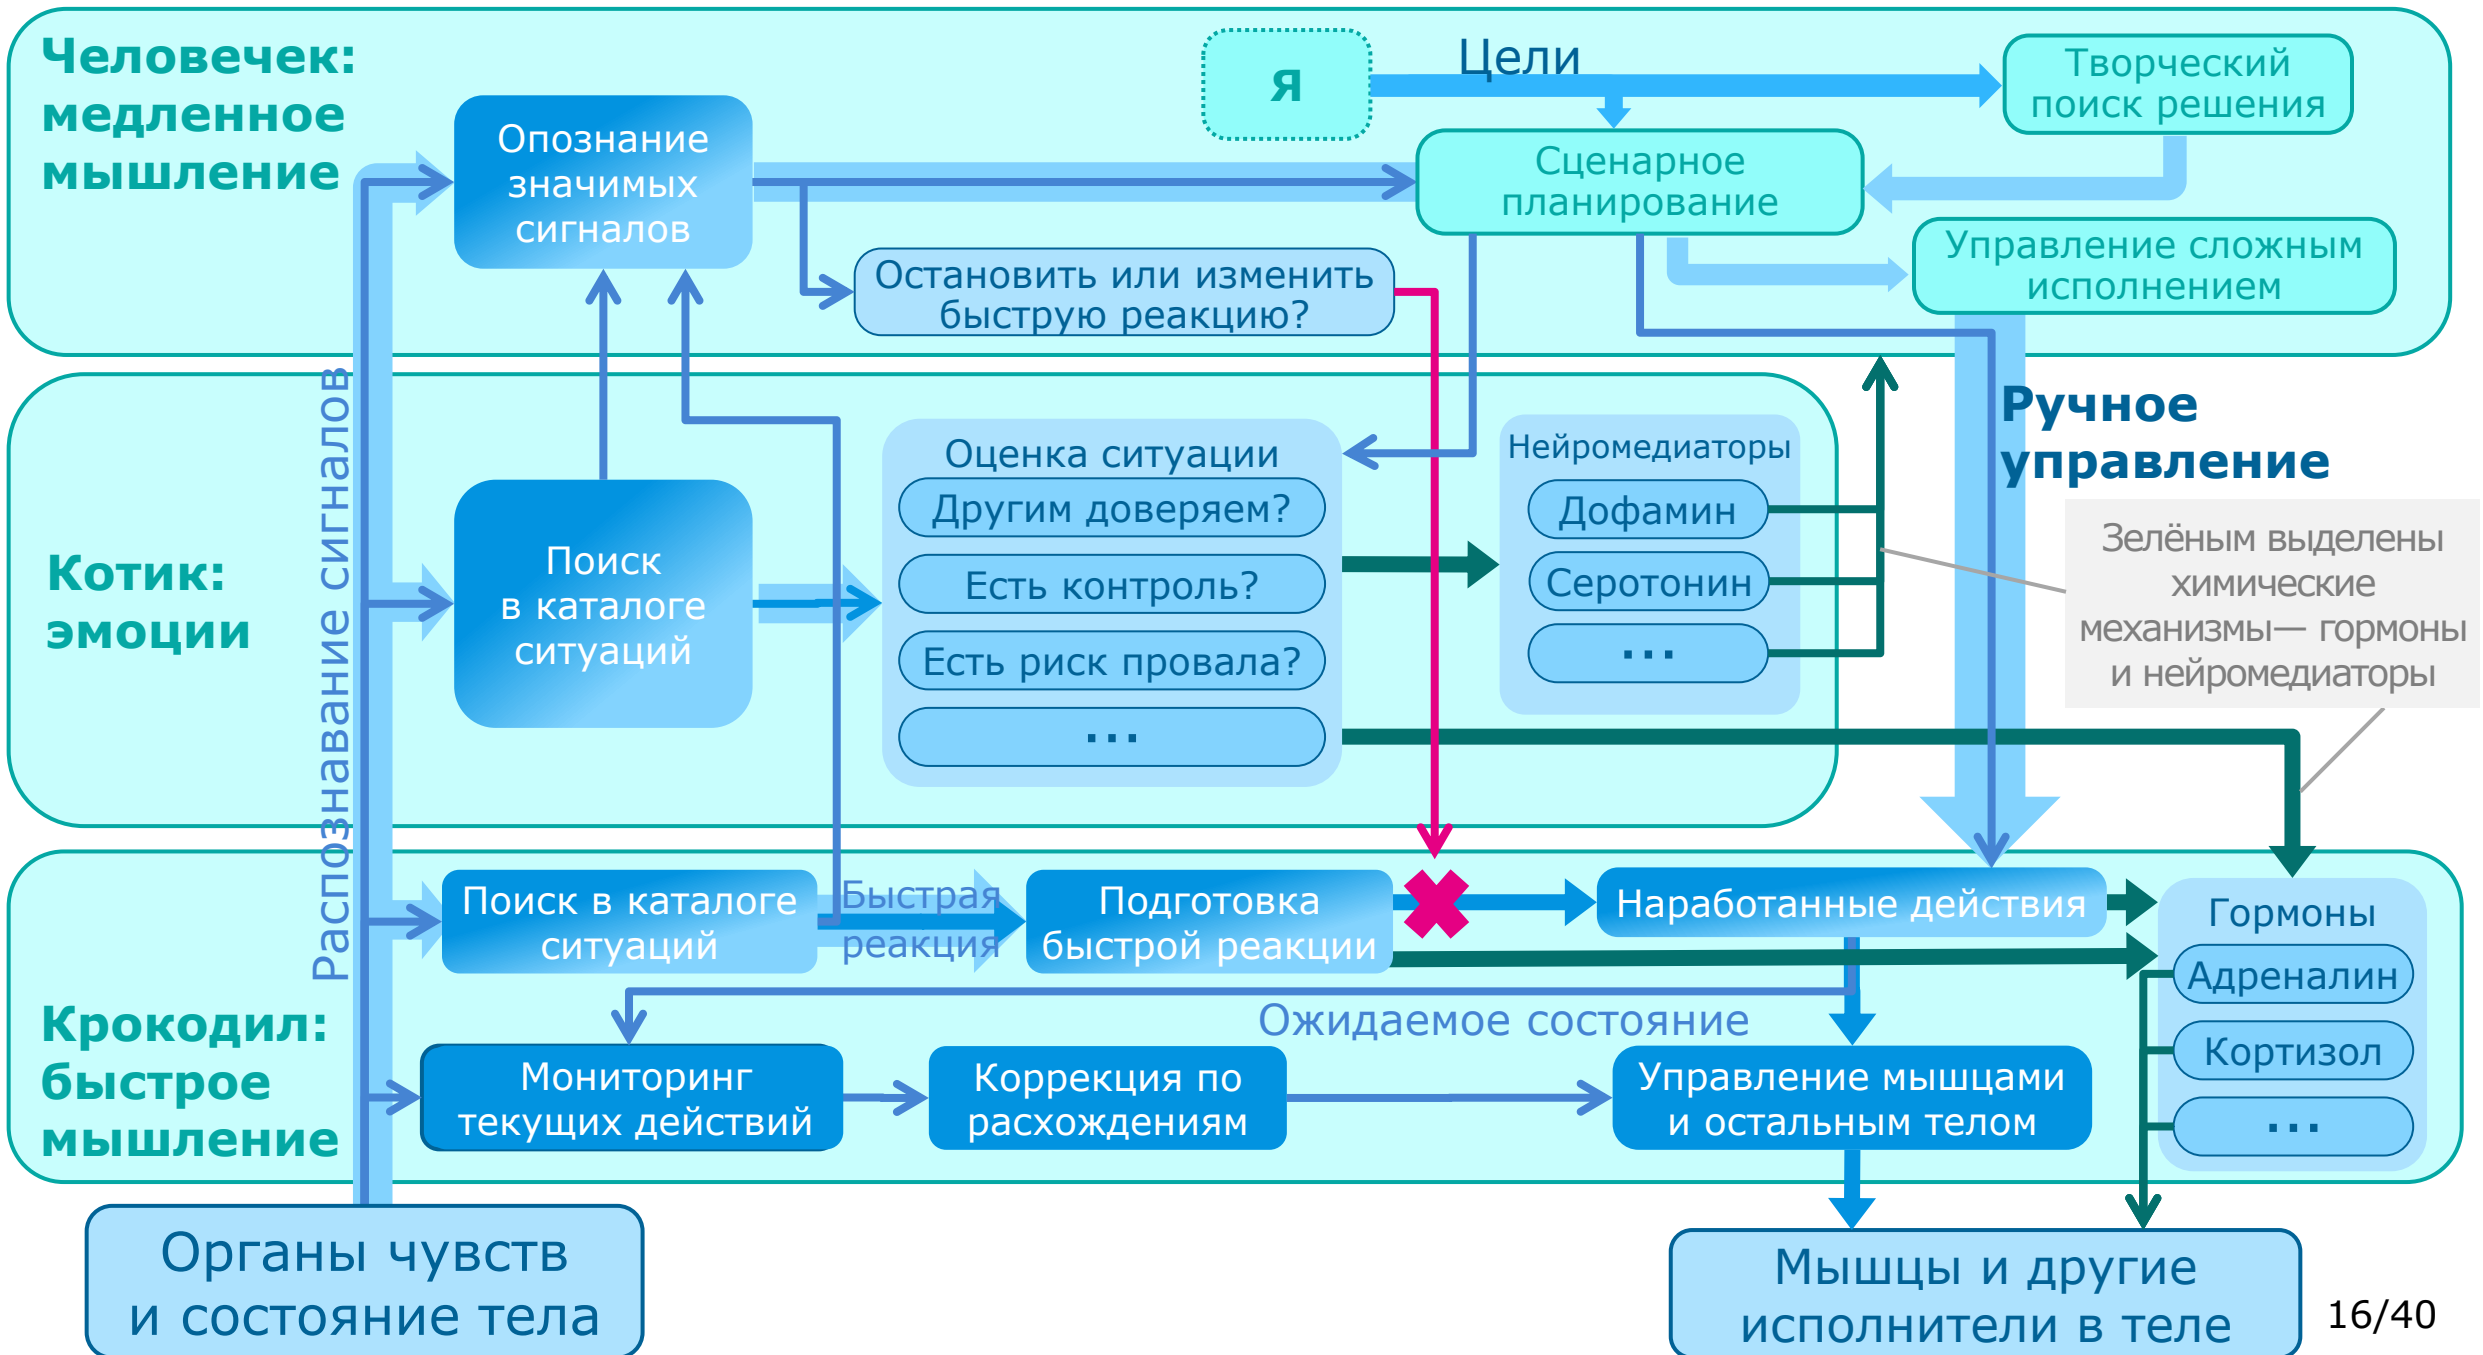 Человечек:
медленное
мышление
Я
Цели
Творческий
поиск решения
Опознание
значимых
сигналов
Сценарное
планирование
Остановить или изменить
быструю реакцию?
Управление сложным
исполнением
Распознавание сигналов
Котик:
эмоции
Поиск
в каталоге
ситуаций
Оценка ситуации
Другим доверяем?
Есть контроль?
Есть риск провала?
...
Нейромедиаторы
Дофамин
Серотонин
...
Ручное
управление
Зелёным выделены
химические
механизмы— гормоны
и нейромедиаторы
Крокодил:
быстрое
мышление
Поиск в каталоге
ситуаций
Быстрая
реакция
Подготовка
быстрой реакции
Наработанные действия
Гормоны
Адреналин
Кортизол
...
Ожидаемое состояние
Мониторинг
текущих действий
Коррекция по
расхождениям
Управление мышцами
и остальным телом
Органы чувств
и состояние тела
Мышцы и другие
исполнители в теле
16/40